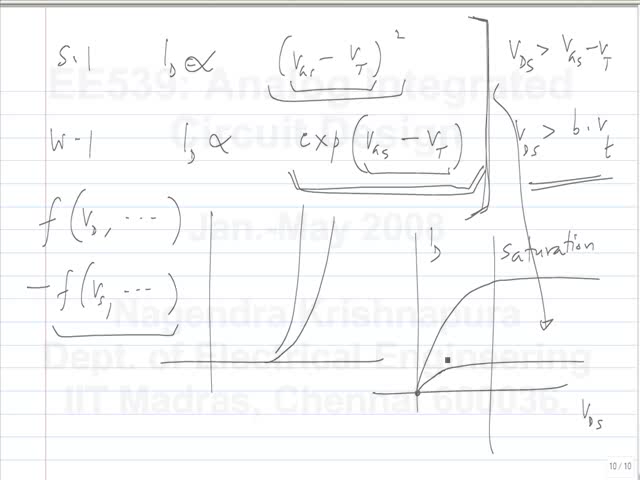 S.I I_D ∝ (V_GS − V_T)^2 V_DS > V_GS − V_T
W-I I_D ∝ exp(V_GS − V_T) V_DS > 6·V_t
f(V_D, ...)
− f(V_S, ...)
I_D Saturation
V_DS
EE539: Analog Integrated
Circuit Design
Jan.-May 2008
Nagendra Krishnapura
Dept. of Electrical Engineering
IIT Madras, Chennai 600036.
10 / 10